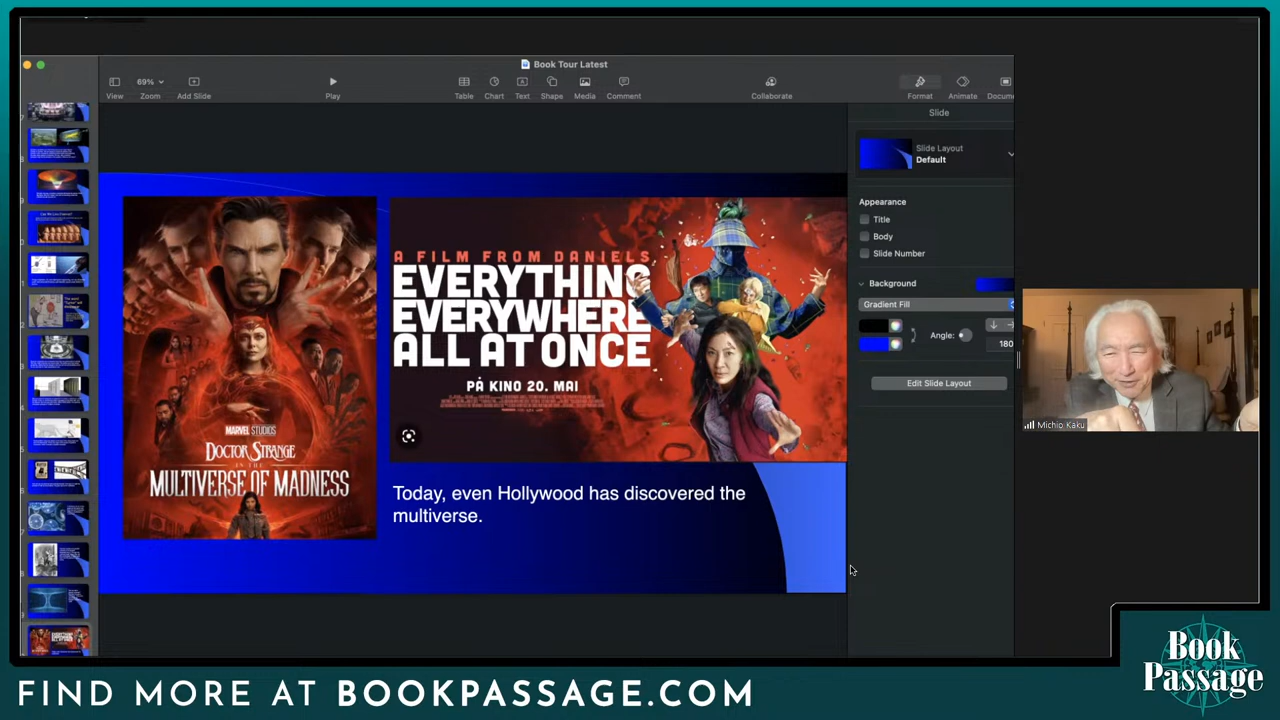 Book Tour Latest
69%
View
Zoom
Add Slide
Play
Table
Chart
Text
Shape
Media
Comment
Collaborate
Format
Animate
Slide
Slide Layout
Default
Appearance
Title
Body
Slide Number
Background
Gradient Fill
Angle:
180
Edit Slide Layout
MARVEL STUDIOS
DOCTOR STRANGE
IN THE
MULTIVERSE OF MADNESS
A FILM FROM DANIELS
EVERYTHING
EVERYWHERE
ALL AT ONCE
PÅ KINO 20. MAI
Today, even Hollywood has discovered the
multiverse.
Michio Kaku
FIND MORE AT BOOKPASSAGE.COM
Book
Passage